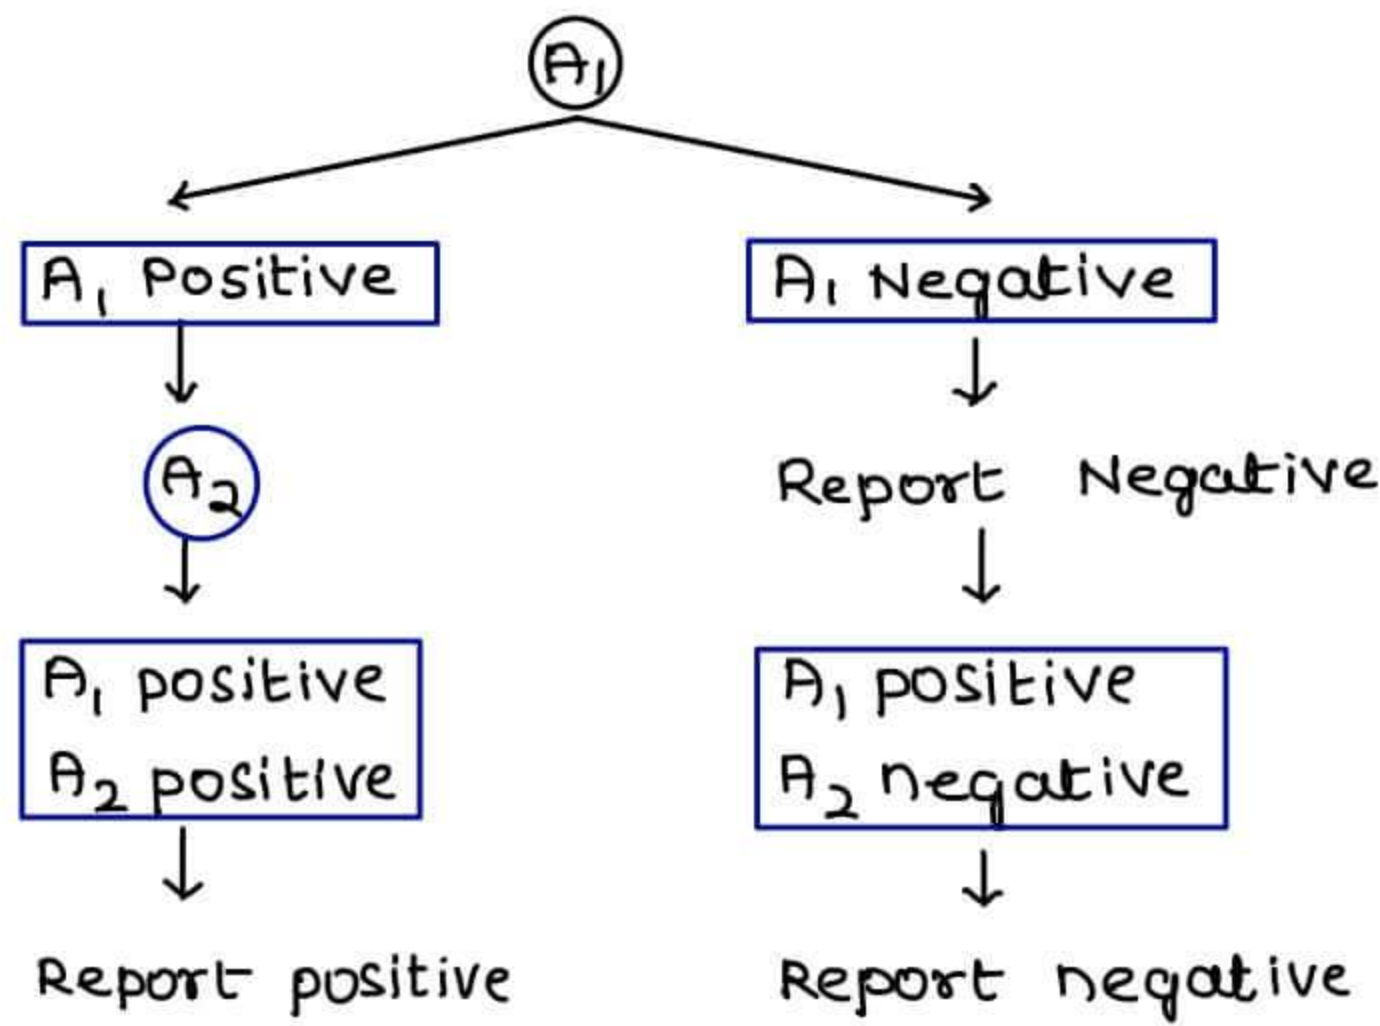 A₁
A₁ Positive
A₁ Negative
A₂
Report Negative
A₁ positive
A₂ positive
A₁ positive
A₂ negative
Report positive
Report negative